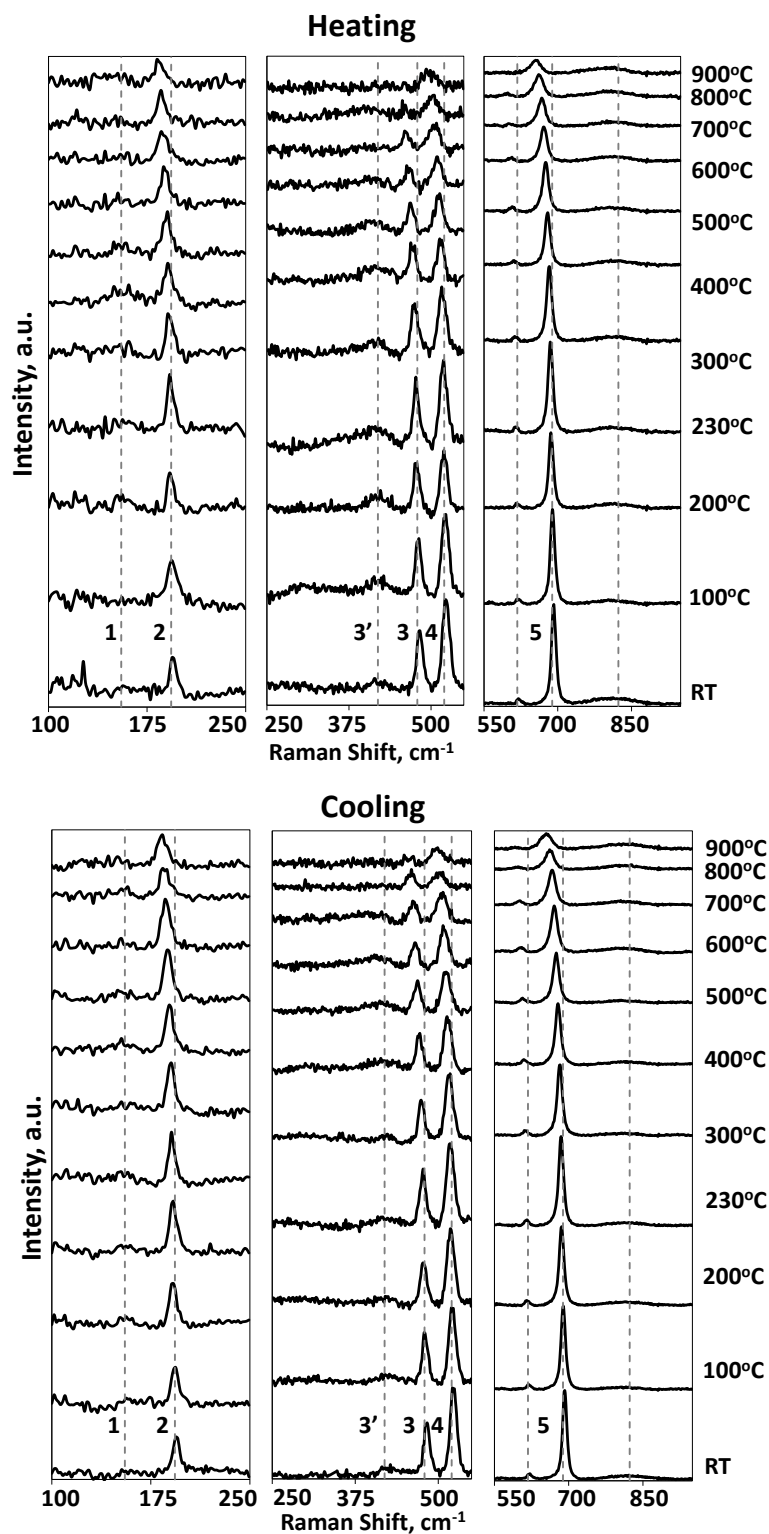 Heating
Intensity, a.u.
900°C
800°C
700°C
600°C
500°C
400°C
300°C
230°C
200°C
100°C
RT
1 2 3’ 3 4 5
100 175 250 250 375 500 550 700 850
Raman Shift, cm⁻¹
Cooling
Intensity, a.u.
900°C
800°C
700°C
600°C
500°C
400°C
300°C
230°C
200°C
100°C
RT
1 2 3’ 3 4 5
100 175 250 250 375 500 550 700 850
Raman Shift, cm⁻¹